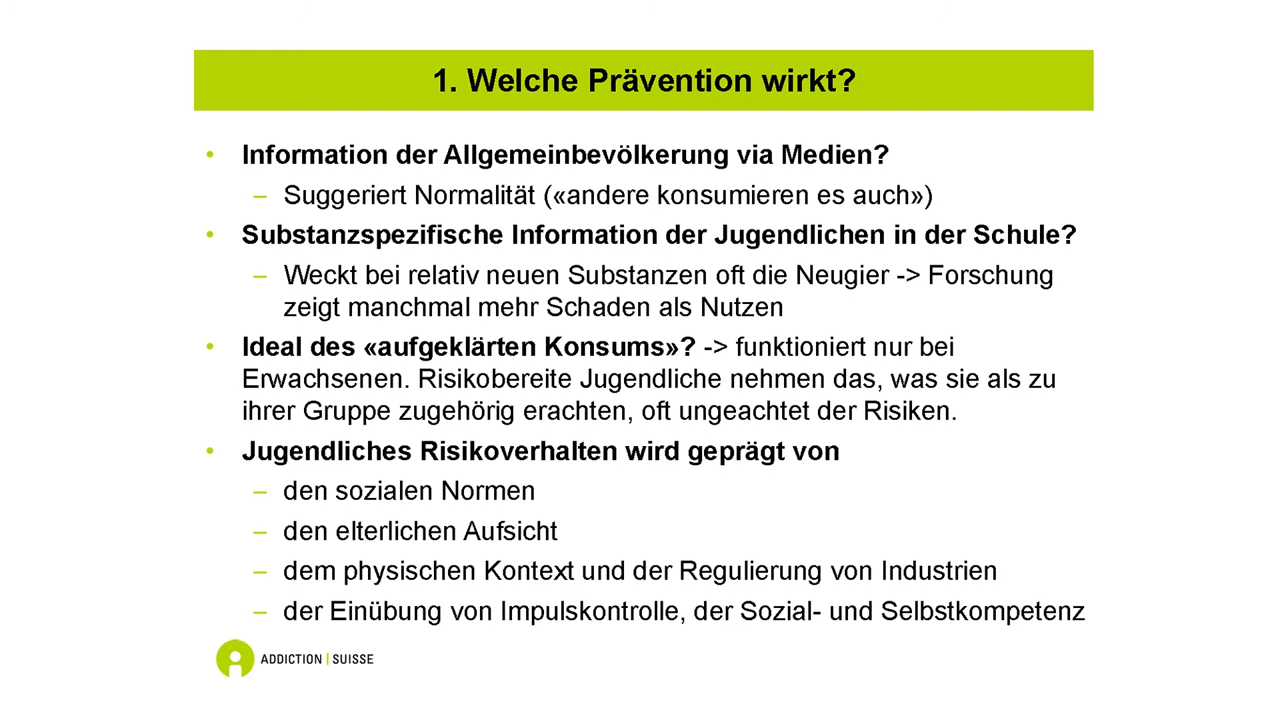 1. Welche Prävention wirkt?
• Information der Allgemeinbevölkerung via Medien?
– Suggeriert Normalität («andere konsumieren es auch»)
• Substanzspezifische Information der Jugendlichen in der Schule?
– Weckt bei relativ neuen Substanzen oft die Neugier -> Forschung
zeigt manchmal mehr Schaden als Nutzen
• Ideal des «aufgeklärten Konsums»? -> funktioniert nur bei
Erwachsenen. Risikobereite Jugendliche nehmen das, was sie als zu
ihrer Gruppe zugehörig erachten, oft ungeachtet der Risiken.
• Jugendliches Risikoverhalten wird geprägt von
– den sozialen Normen
– den elterlichen Aufsicht
– dem physischen Kontext und der Regulierung von Industrien
– der Einübung von Impulskontrolle, der Sozial- und Selbstkompetenz
ADDICTION | SUISSE